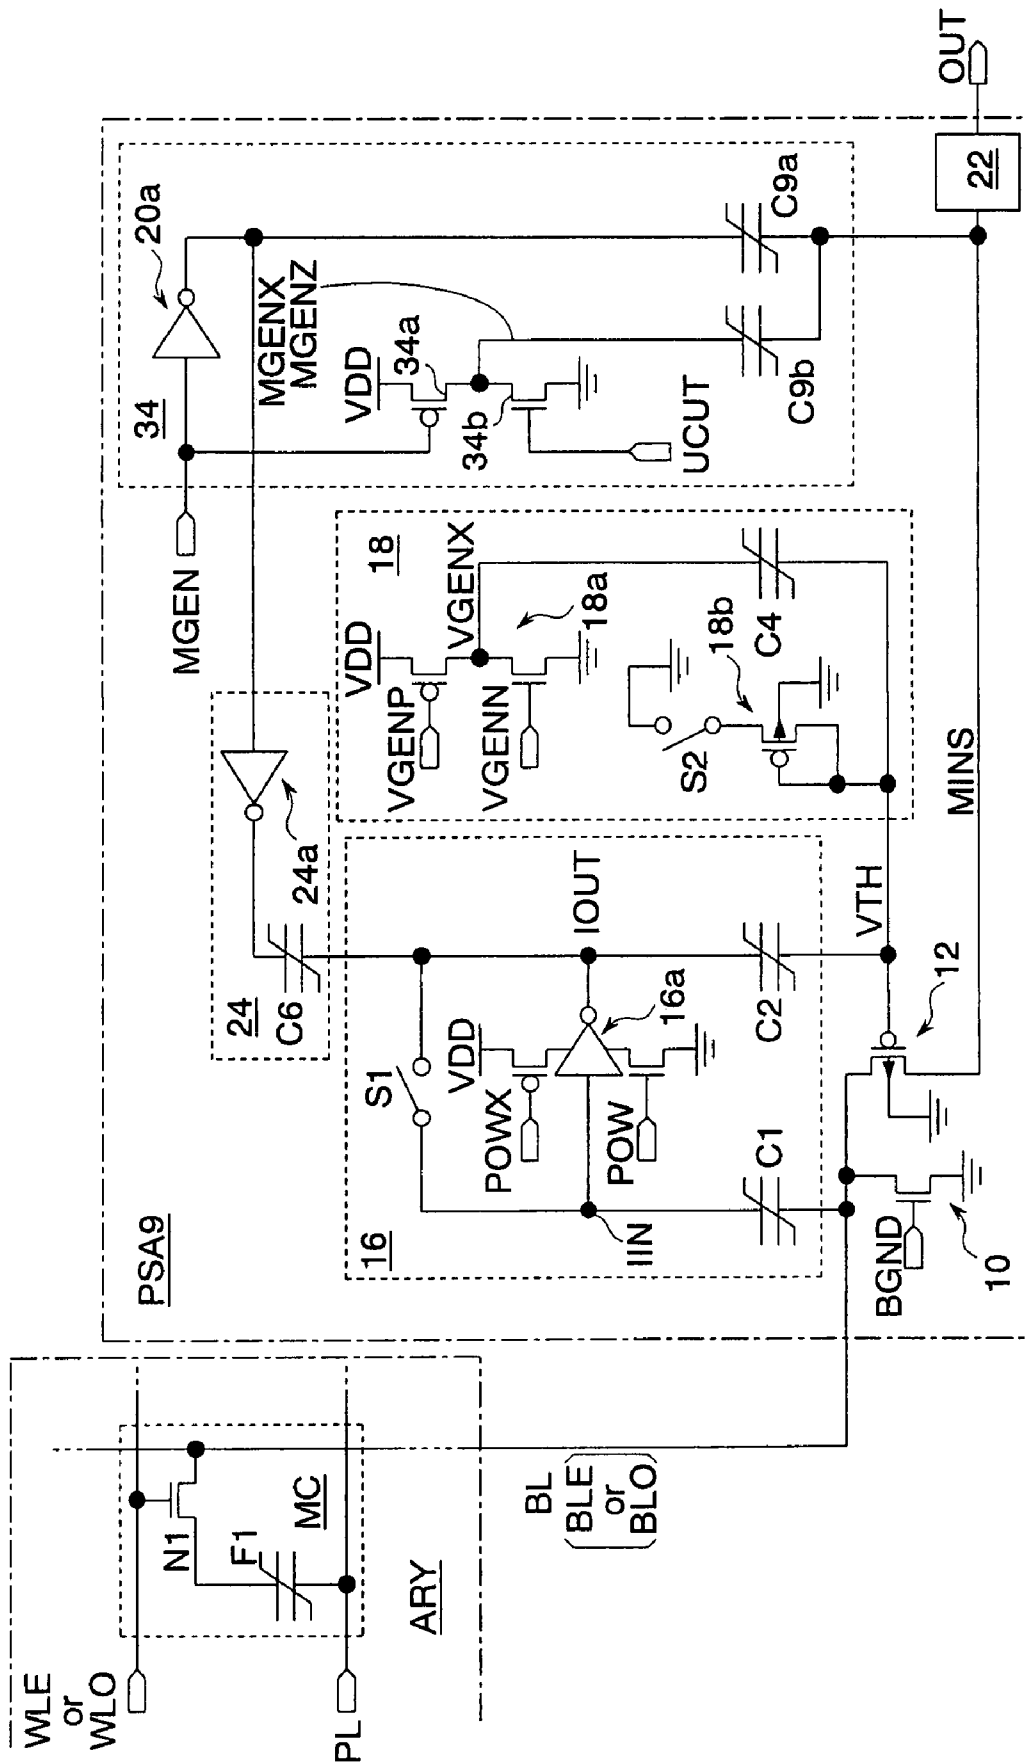 WLE
or
WLO
PL
N1
F1
MC
ARY
BL
BLE
or
BLO
PSA9
16
S1
VDD
POWX
POW
16a
IIN
IOUT
C1
C2
BGND
10
12
VTH
MINS
24
C6
24a
18
VDD
VGENP
VGENN
VGENX
18a
S2
18b
C4
MGEN
34
20a
MGENX
MGENZ
VDD
34a
34b
UCUT
C9b
C9a
22
OUT